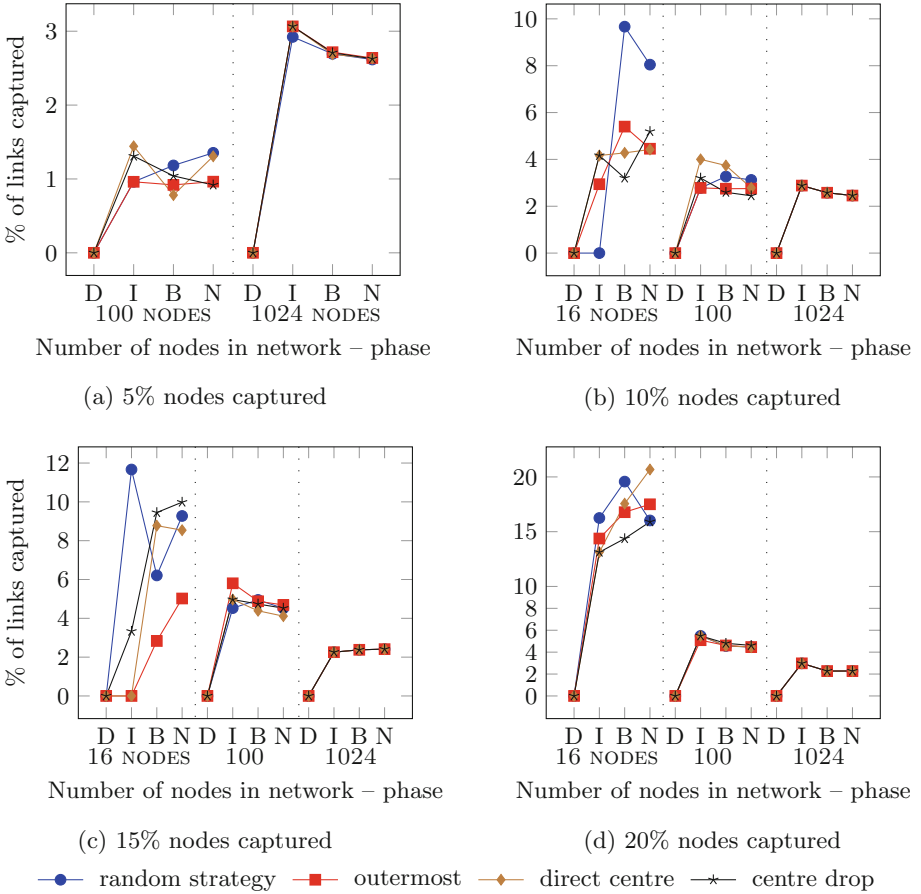 3
2
1
0
% of links captured
D I B N D I B N
100 NODES 1024 NODES
Number of nodes in network – phase
(a) 5% nodes captured
10
8
6
4
2
0
D I B N D I B N D I B N
16 NODES 100 1024
Number of nodes in network – phase
(b) 10% nodes captured
12
10
8
6
4
2
0
% of links captured
D I B N D I B N D I B N
16 NODES 100 1024
Number of nodes in network – phase
(c) 15% nodes captured
20
15
10
6
4
2
0
D I B N D I B N D I B N
16 NODES 100 1024
Number of nodes in network – phase
(d) 20% nodes captured
random strategy outermost direct centre centre drop